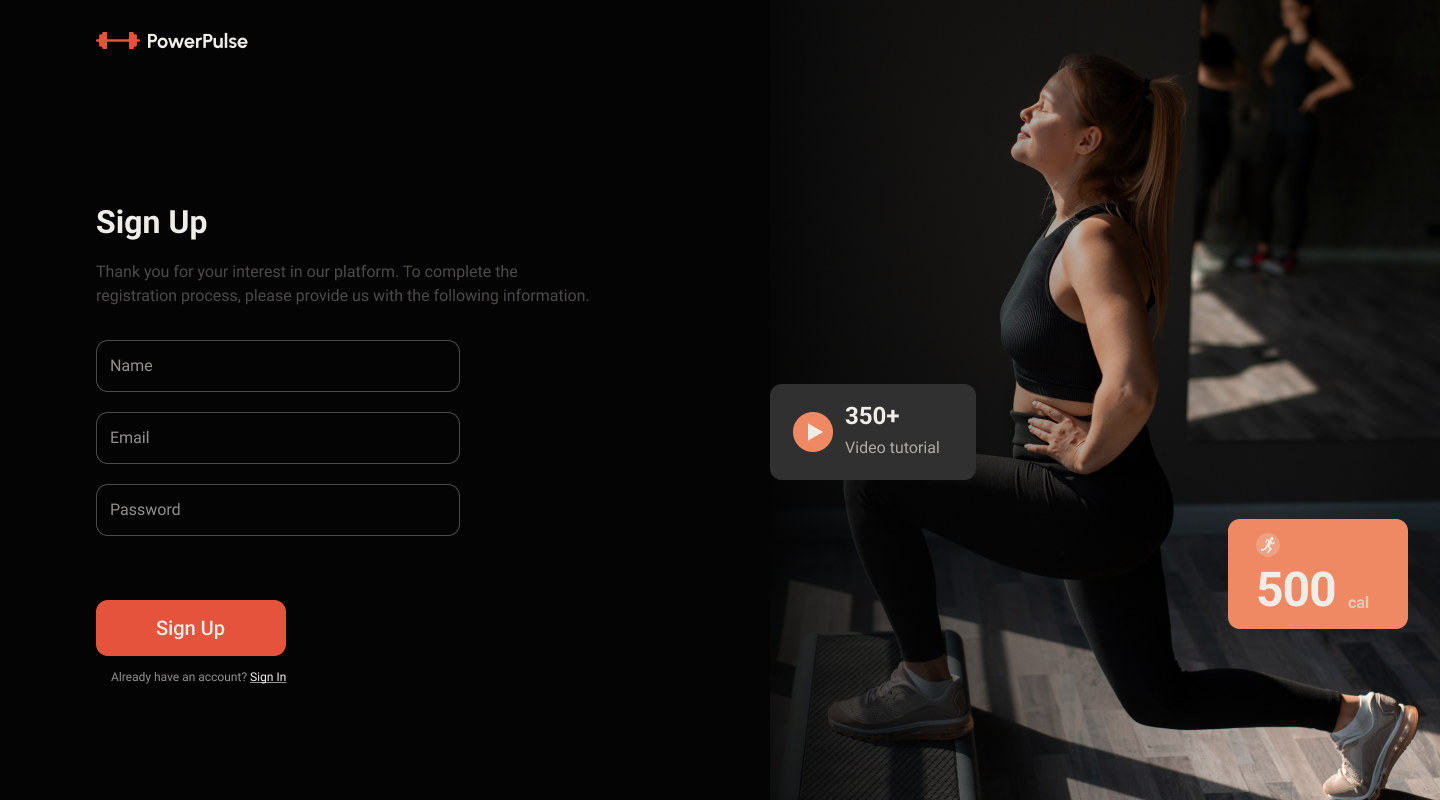 PowerPulse
Sign Up
Thank you for your interest in our platform. To complete the
registration process, please provide us with the following information.
Name
Email
Password
Sign Up
Already have an account? Sign In
350+
Video tutorial
500 cal